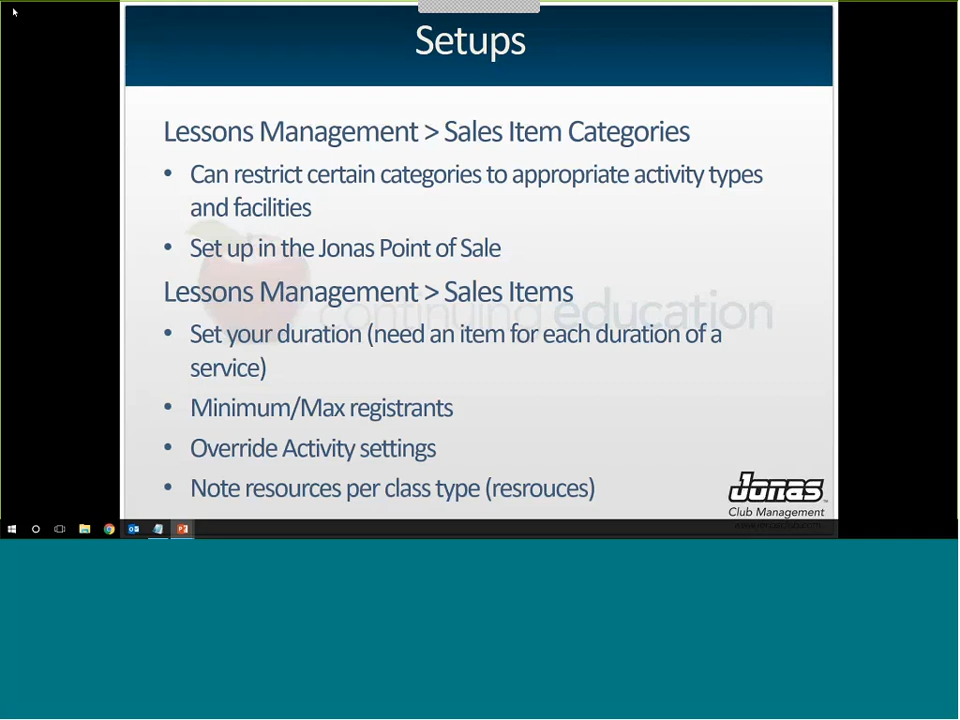 Setups
Lessons Management > Sales Item Categories
• Can restrict certain categories to appropriate activity types
and facilities
• Set up in the Jonas Point of Sale
Lessons Management > Sales Items
continuing education
• Set your duration (need an item for each duration of a
service)
• Minimum/Max registrants
• Override Activity settings
• Note resources per class type (resrouces)
Jonas
Club Management